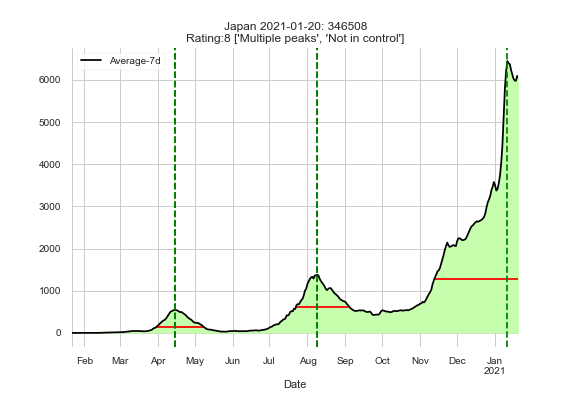 Japan 2021-01-20: 346508
Rating:8 ['Multiple peaks', 'Not in control']
Average-7d
6000
5000
4000
3000
2000
1000
0
Feb Mar Apr May Jun Jul Aug Sep Oct Nov Dec Jan
2021
Date